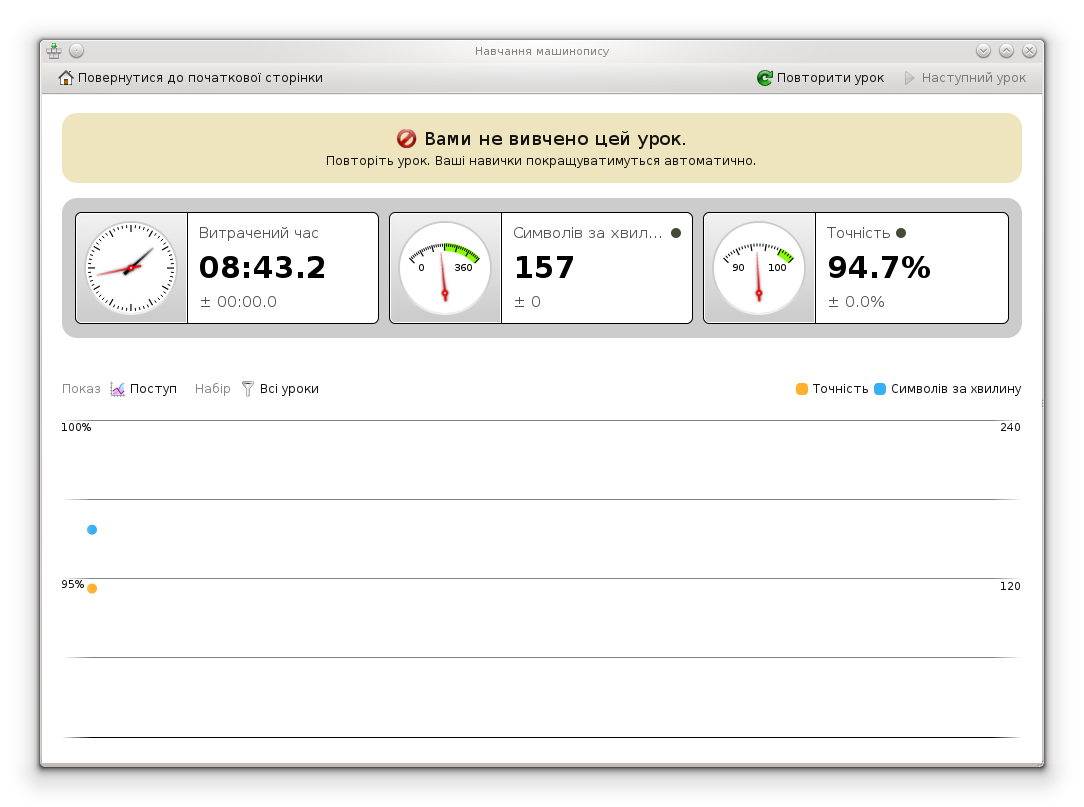 Навчання машинопису
Повернутися до початкової сторінки
Повторити урок
Наступний урок
Вами не вивчено цей урок.
Повторіть урок. Ваші навички покращуватимуться автоматично.
Витрачений час
08:43.2
± 00:00.0
0 360
Символів за хвил...
157
± 0
90 100
Точність
94.7%
± 0.0%
Показ Поступ Набір Всі уроки
Точність Символів за хвилину
100% 240
95% 120